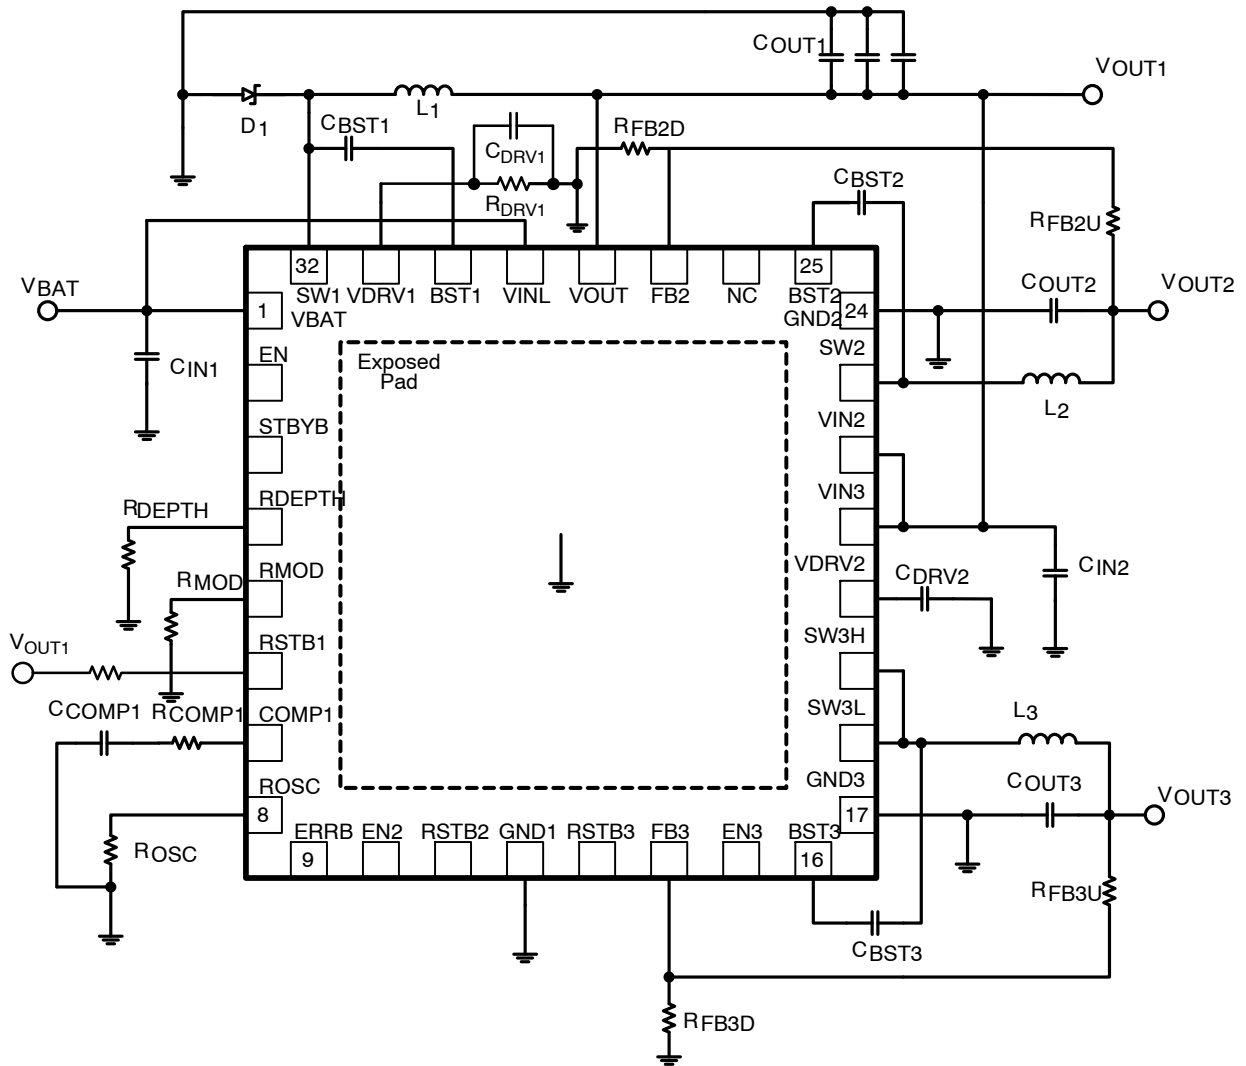 COUT1
VOUT1
D1
L1
CBST1
CDRV1
RDRV1
RFB2D
CBST2
RFB2U
VBAT
32
25
SW1
VDRV1
BST1
VINL
VOUT
FB2
NC
BST2
COUT2
VOUT2
1
VBAT
GND2
24
CIN1
EN
Exposed
Pad
SW2
L2
STBYB
VIN2
RDEPTH
RDEPTH
VIN3
RMOD
RMOD
VDRV2
CDRV2
CIN2
VOUT1
RSTB1
SW3H
CCOMP1
RCOMP1
COMP1
SW3L
L3
ROSC
GND3
COUT3
VOUT3
8
17
ROSC
ERRB
EN2
RSTB2
GND1
RSTB3
FB3
EN3
BST3
9
16
RFB3U
CBST3
RFB3D